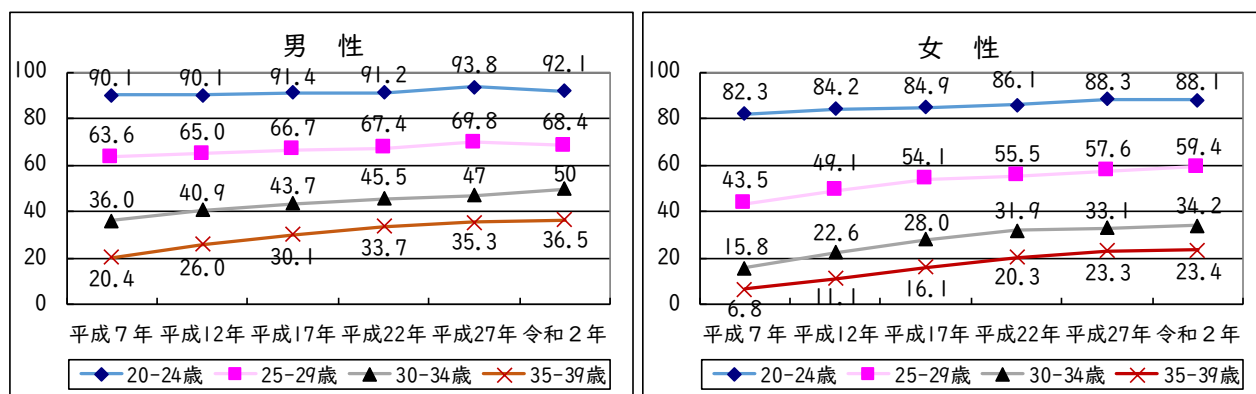 男 性
100
80
60
40
20
0
90.1 90.1 91.4 91.2 93.8 92.1
63.6 65.0 66.7 67.4 69.8 68.4
36.0 40.9 43.7 45.5 47 50
20.4 26.0 30.1 33.7 35.3 36.5
平成7年 平成12年 平成17年 平成22年 平成27年 令和2年
20-24歳 25-29歳 30-34歳 35-39歳
女 性
100
80
60
40
20
0
82.3 84.2 84.9 86.1 88.3 88.1
43.5 49.1 54.1 55.5 57.6 59.4
15.8 22.6 28.0 31.9 33.1 34.2
6.8 11.1 16.1 20.3 23.3 23.4
平成7年 平成12年 平成17年 平成22年 平成27年 令和2年
20-24歳 25-29歳 30-34歳 35-39歳